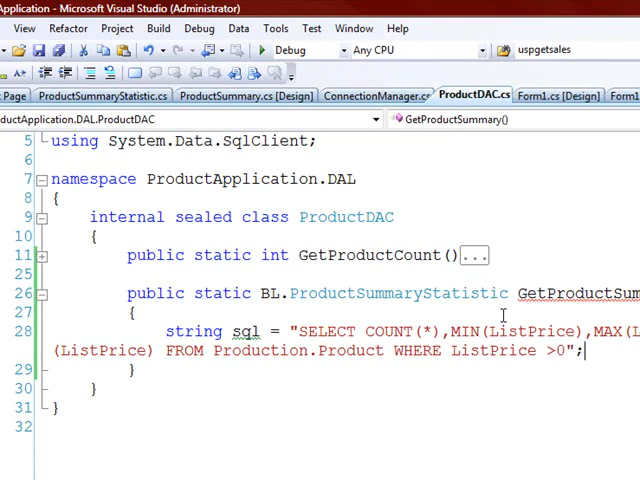 Application - Microsoft Visual Studio (Administrator)
View Refactor Project Build Debug Data Tools Test Window Help
Debug Any CPU uspgetsales
Page ProductSummaryStatistic.cs ProductSummary.cs [Design] ConnectionManager.cs ProductDAC.cs Form1.cs [Design] Form1
uctApplication.DAL.ProductDAC GetProductSummary()
5 using System.Data.SqlClient;
6
7 namespace ProductApplication.DAL
8 {
9 internal sealed class ProductDAC
10 {
11 public static int GetProductCount()...
25
26 public static BL.ProductSummaryStatistic GetProductSum
27 {
28 string sql = "SELECT COUNT(*),MIN(ListPrice),MAX(L
(ListPrice) FROM Production.Product WHERE ListPrice >0";
29 }
30 }
31 }
32